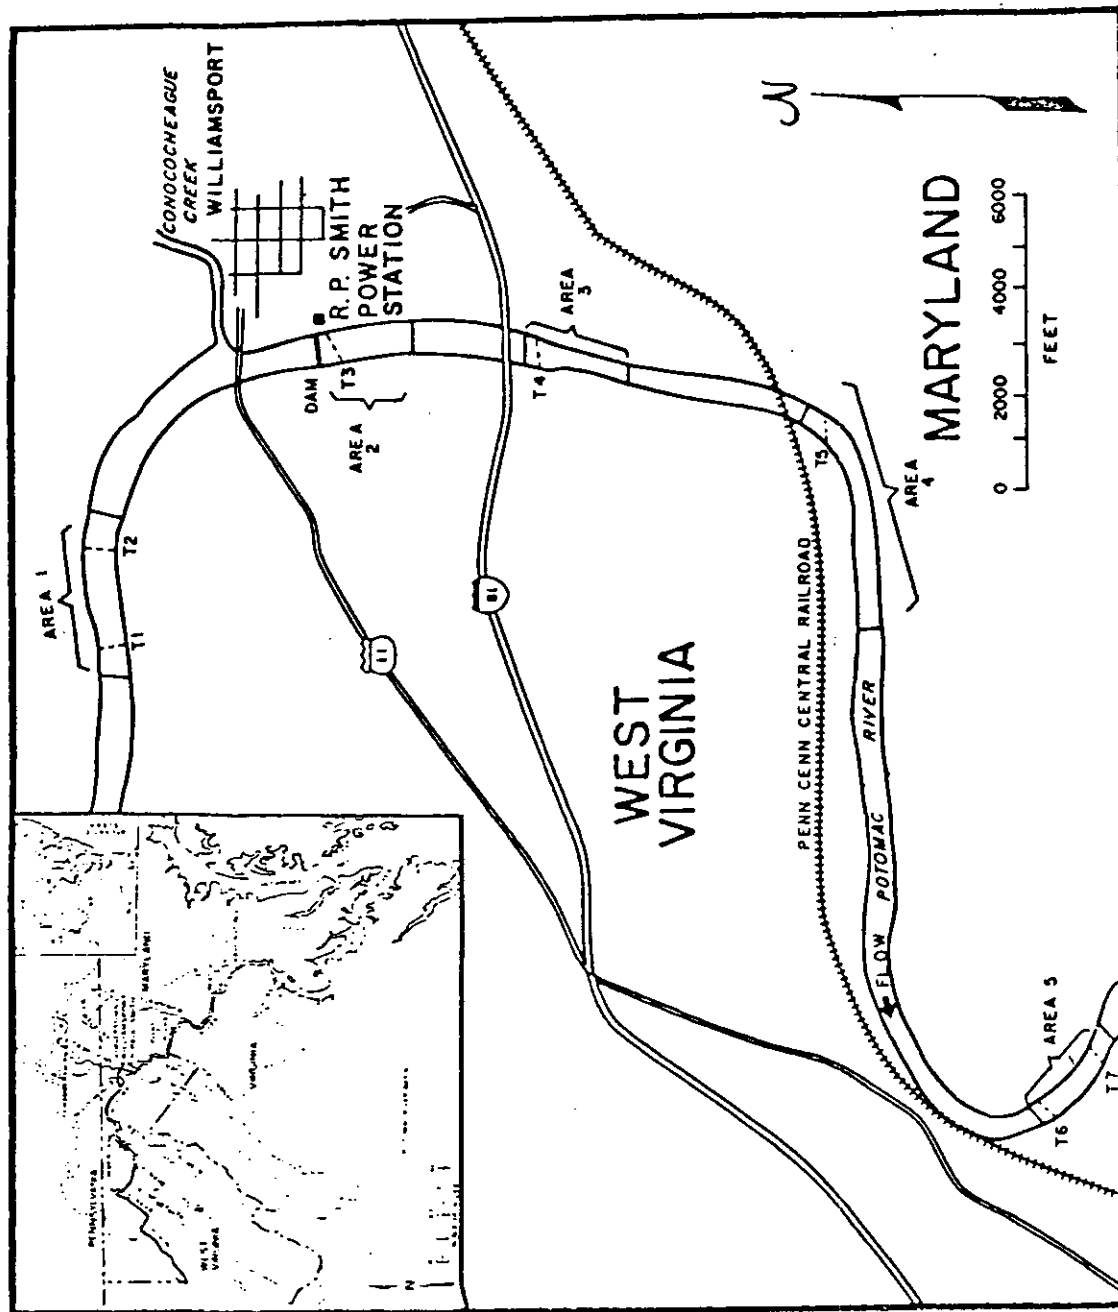 CONOCOCHEAGUE
CREEK
WILLIAMSPORT
R.P. SMITH
POWER
STATION
DAM
AREA 1
T1
T2
T3
AREA
2
T4
AREA
3
T5
AREA
4
AREA 5
T6
T7
11
81
WEST
VIRGINIA
PENN CENN CENTRAL RAILROAD
FLOW POTOMAC RIVER
MARYLAND
0 2000 4000 6000
FEET
N
PENNSYLVANIA
MARYLAND
WEST
VIRGINIA
VIRGINIA
N